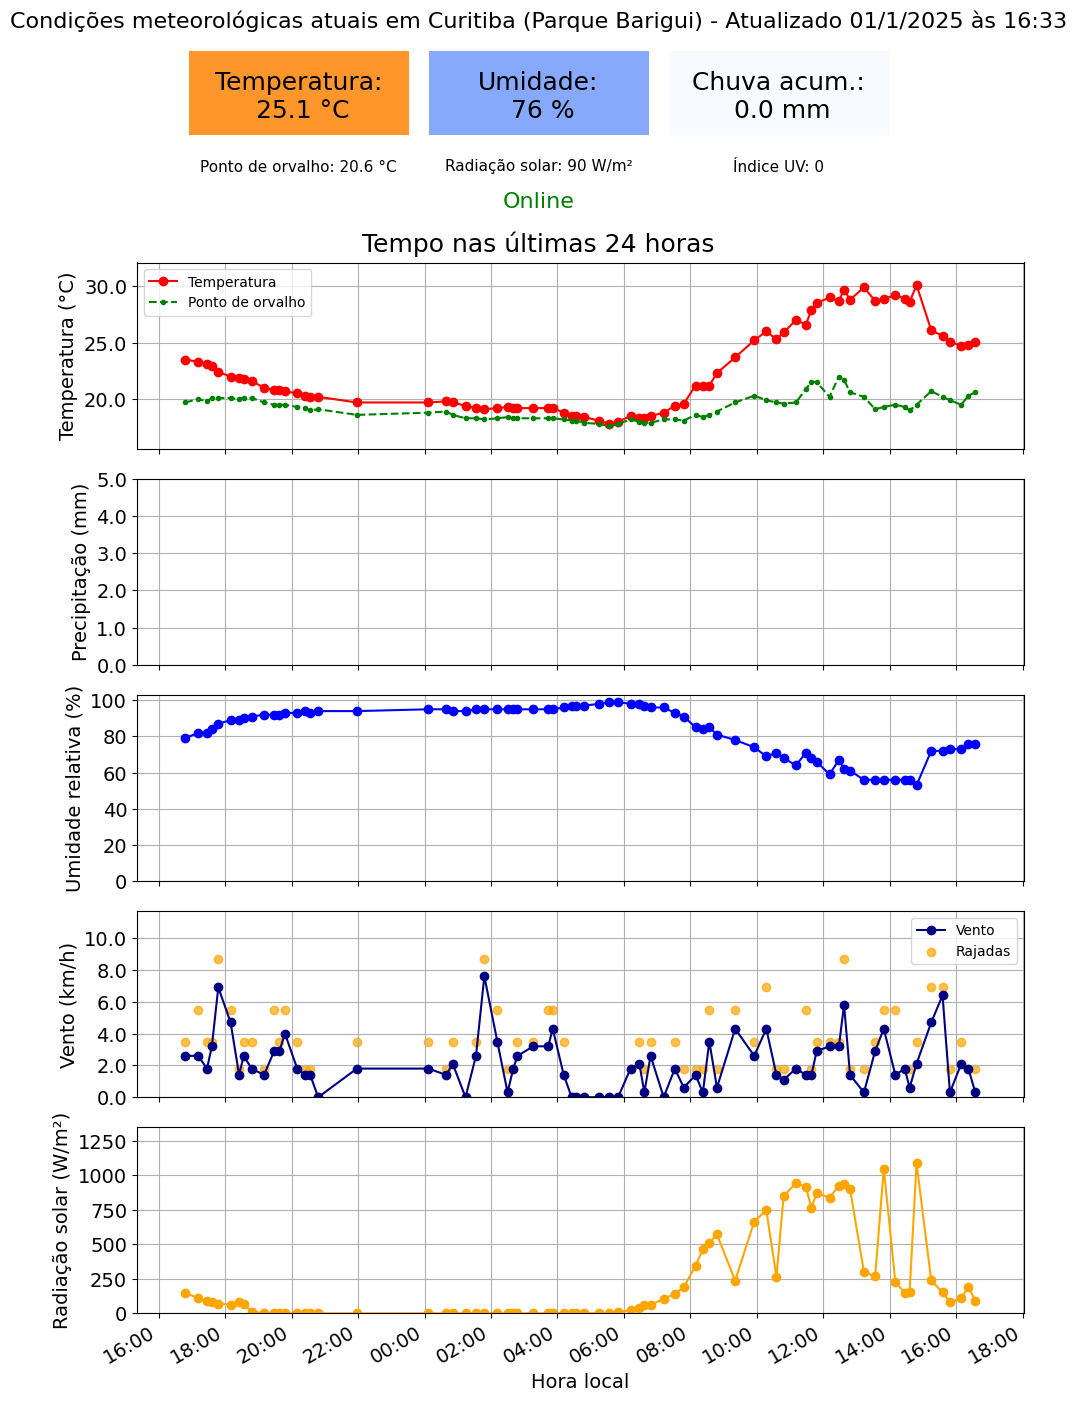 Condições meteorológicas atuais em Curitiba (Parque Barigui) - Atualizado 01/1/2025 às 16:33
Temperatura:
25.1 °C
Umidade:
76 %
Chuva acum.:
0.0 mm
Ponto de orvalho: 20.6 °C
Radiação solar: 90 W/m²
Índice UV: 0
Online
Tempo nas últimas 24 horas
Temperatura (°C)
30.0
25.0
20.0
Temperatura
Ponto de orvalho
Precipitação (mm)
5.0
4.0
3.0
2.0
1.0
0.0
Umidade relativa (%)
100
80
60
40
20
0
Vento (km/h)
10.0
8.0
6.0
4.0
2.0
0.0
Vento
Rajadas
Radiação solar (W/m²)
1250
1000
750
500
250
0
16:00
18:00
20:00
22:00
00:00
02:00
04:00
06:00
08:00
10:00
12:00
14:00
16:00
18:00
Hora local